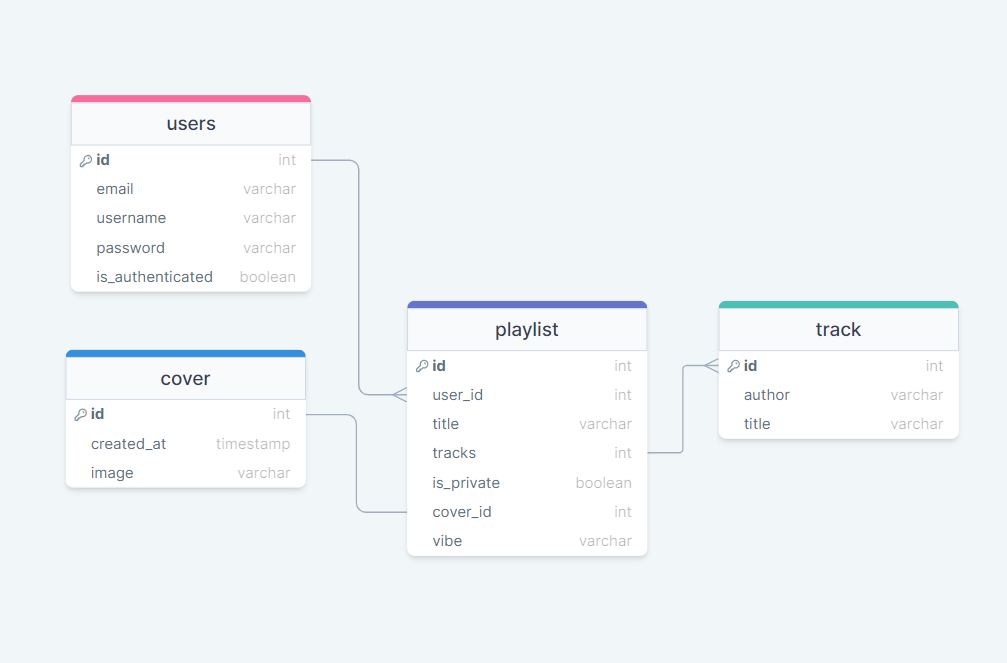 users
id int
email varchar
username varchar
password varchar
is_authenticated boolean
cover
id int
created_at timestamp
image varchar
playlist
id int
user_id int
title varchar
tracks int
is_private boolean
cover_id int
vibe varchar
track
id int
author varchar
title varchar